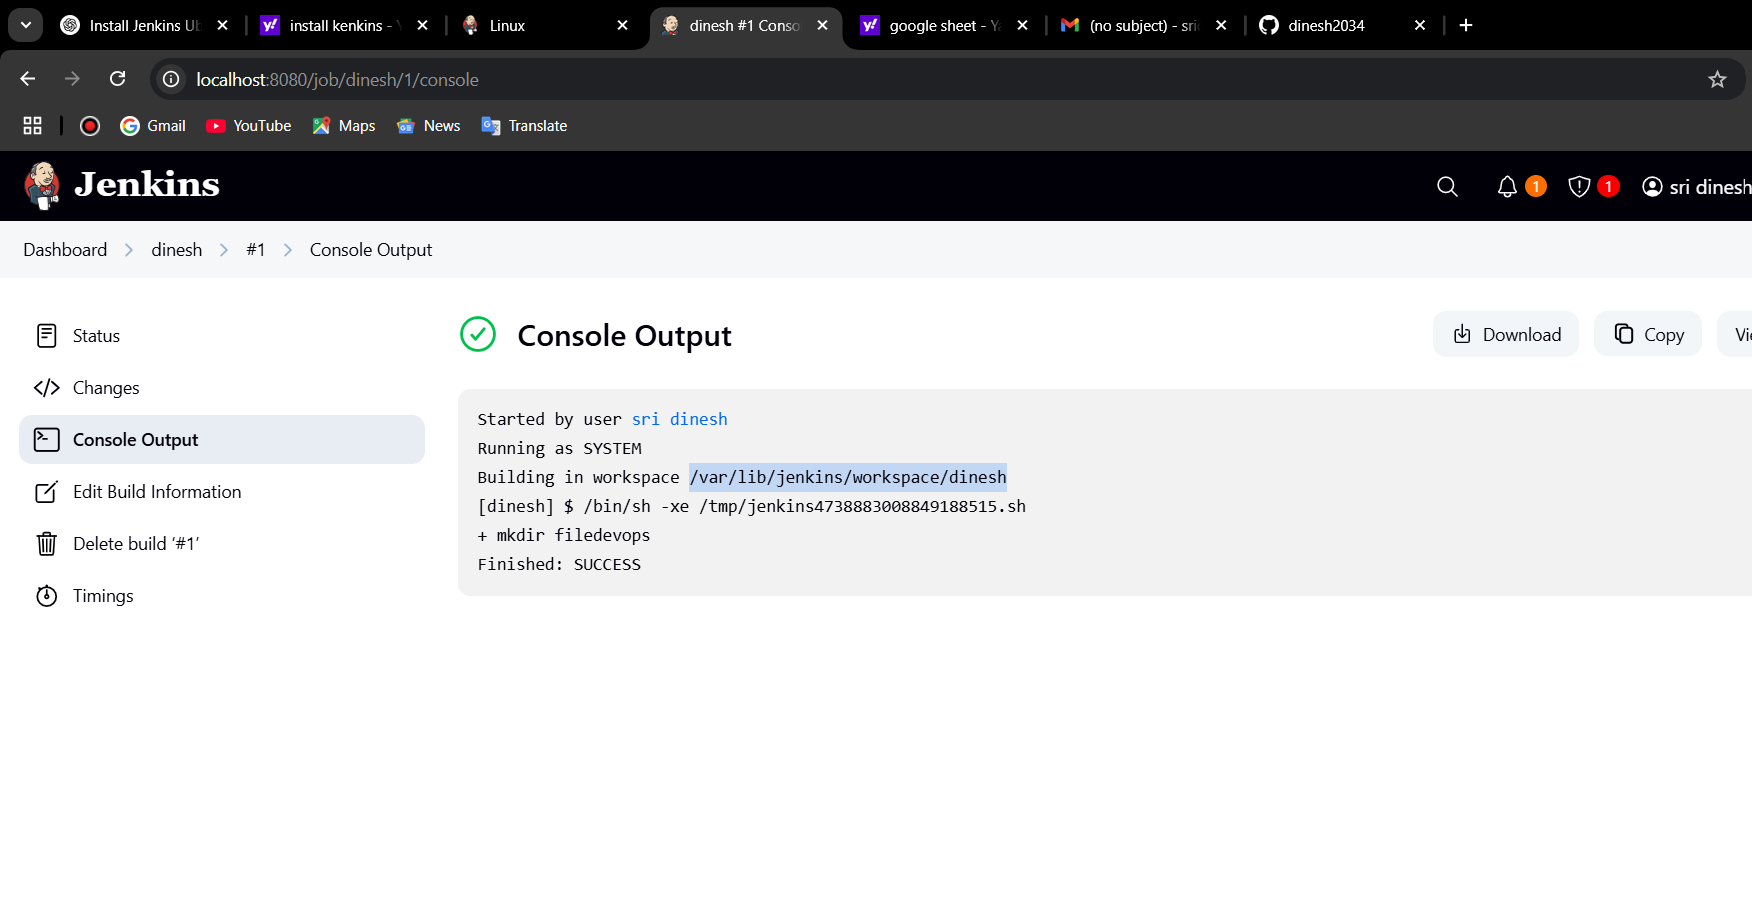 Install Jenkins Ub
install kenkins - Y
Linux
dinesh #1 Conso
google sheet - Ya
(no subject) - sri
dinesh2034
localhost:8080/job/dinesh/1/console
Gmail
YouTube
Maps
News
Translate
Jenkins
1
1
sri dinesh
Dashboard
dinesh
#1
Console Output
Status
Changes
Console Output
Edit Build Information
Delete build ‘#1’
Timings
Console Output
Download
Copy
Started by user sri dinesh
Running as SYSTEM
Building in workspace /var/lib/jenkins/workspace/dinesh
[dinesh] $ /bin/sh -xe /tmp/jenkins4738883008849188515.sh
+ mkdir filedevops
Finished: SUCCESS